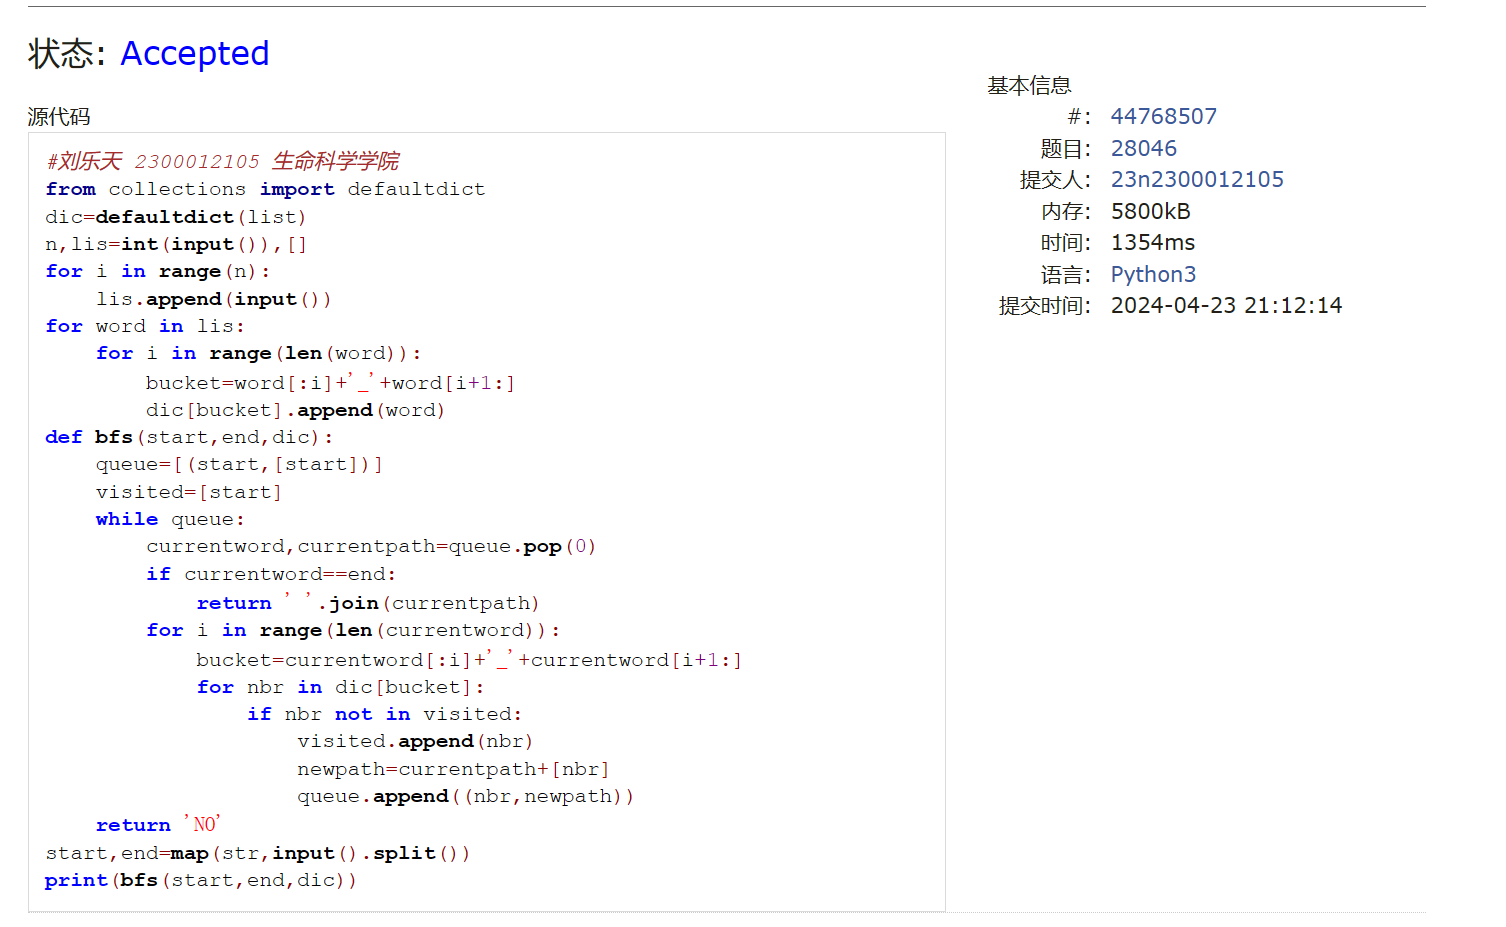 状态: Accepted
源代码
#刘乐天 2300012105 生命科学学院
from collections import defaultdict
dic=defaultdict(list)
n,lis=int(input()),[]
for i in range(n):
    lis.append(input())
for word in lis:
    for i in range(len(word)):
        bucket=word[:i]+'_'+word[i+1:]
        dic[bucket].append(word)
def bfs(start,end,dic):
    queue=[(start,[start])]
    visited=[start]
    while queue:
        currentword,currentpath=queue.pop(0)
        if currentword==end:
            return ' '.join(currentpath)
        for i in range(len(currentword)):
            bucket=currentword[:i]+'_'+currentword[i+1:]
            for nbr in dic[bucket]:
                if nbr not in visited:
                    visited.append(nbr)
                    newpath=currentpath+[nbr]
                    queue.append((nbr,newpath))
    return 'NO'
start,end=map(str,input().split())
print(bfs(start,end,dic))
基本信息
#: 44768507
题目: 28046
提交人: 23n2300012105
内存: 5800kB
时间: 1354ms
语言: Python3
提交时间: 2024-04-23 21:12:14